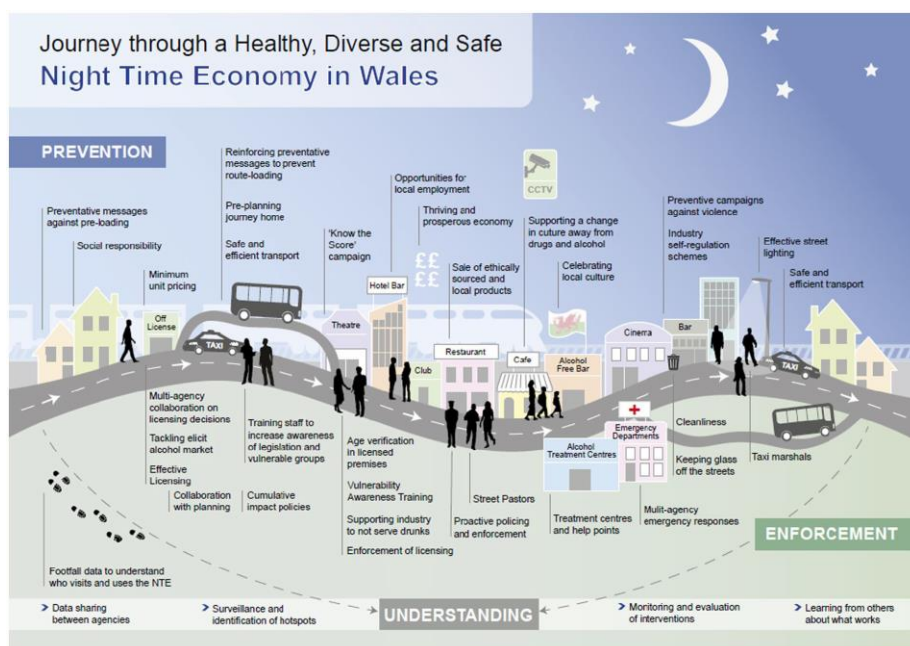 Journey through a Healthy, Diverse and Safe
Night Time Economy in Wales
PREVENTION
Preventative messages
against pre-loading
Social responsibility
Minimum
unit pricing
Reinforcing preventative
messages to prevent
route-loading
Pre-planning
journey home
Safe and
efficient transport
'Know the
Score'
campaign
Opportunities for
local employment
Thriving and
prosperous economy
££
££
Sale of ethically
sourced and
local products
CCTV
Supporting a change
in cuture away from
drugs and alcohol
Celebrating
local culture
Preventive campaigns
against violence
Industry
self-regulation
schemes
Effective street
lighting
Safe and
efficient transport
Off
License
TAXI
Theatre
Hotel Bar
Club
Restaurant
Cafe
Alcohol
Free Bar
Cinema
Bar
TAXI
Multi-agency
collaboration on
licensing decisions
Tackling elicit
alcohol market
Effective
Licensing
Collaboration
with planning
Training staff to
increase awareness
of legislation and
vulnerable groups
Cumulative
impact policies
Age verification
in licensed
premises
Vulnerability
Awareness Training
Supporting industry
to not serve drunks
Enforcement of licensing
Street Pastors
Proactive policing
and enforcement
Alcohol
Treatment Centres
Emergency
Departments
Treatment centres
and help points
Mulit-agency
emergency responses
Cleanliness
Keeping glass
off the streets
Taxi marshals
ENFORCEMENT
Footfall data to understand
who visits and uses the NTE
Data sharing
between agencies
Surveillance and
identification of hotspots
UNDERSTANDING
Monitoring and evaluation
of interventions
Learning from others
about what works